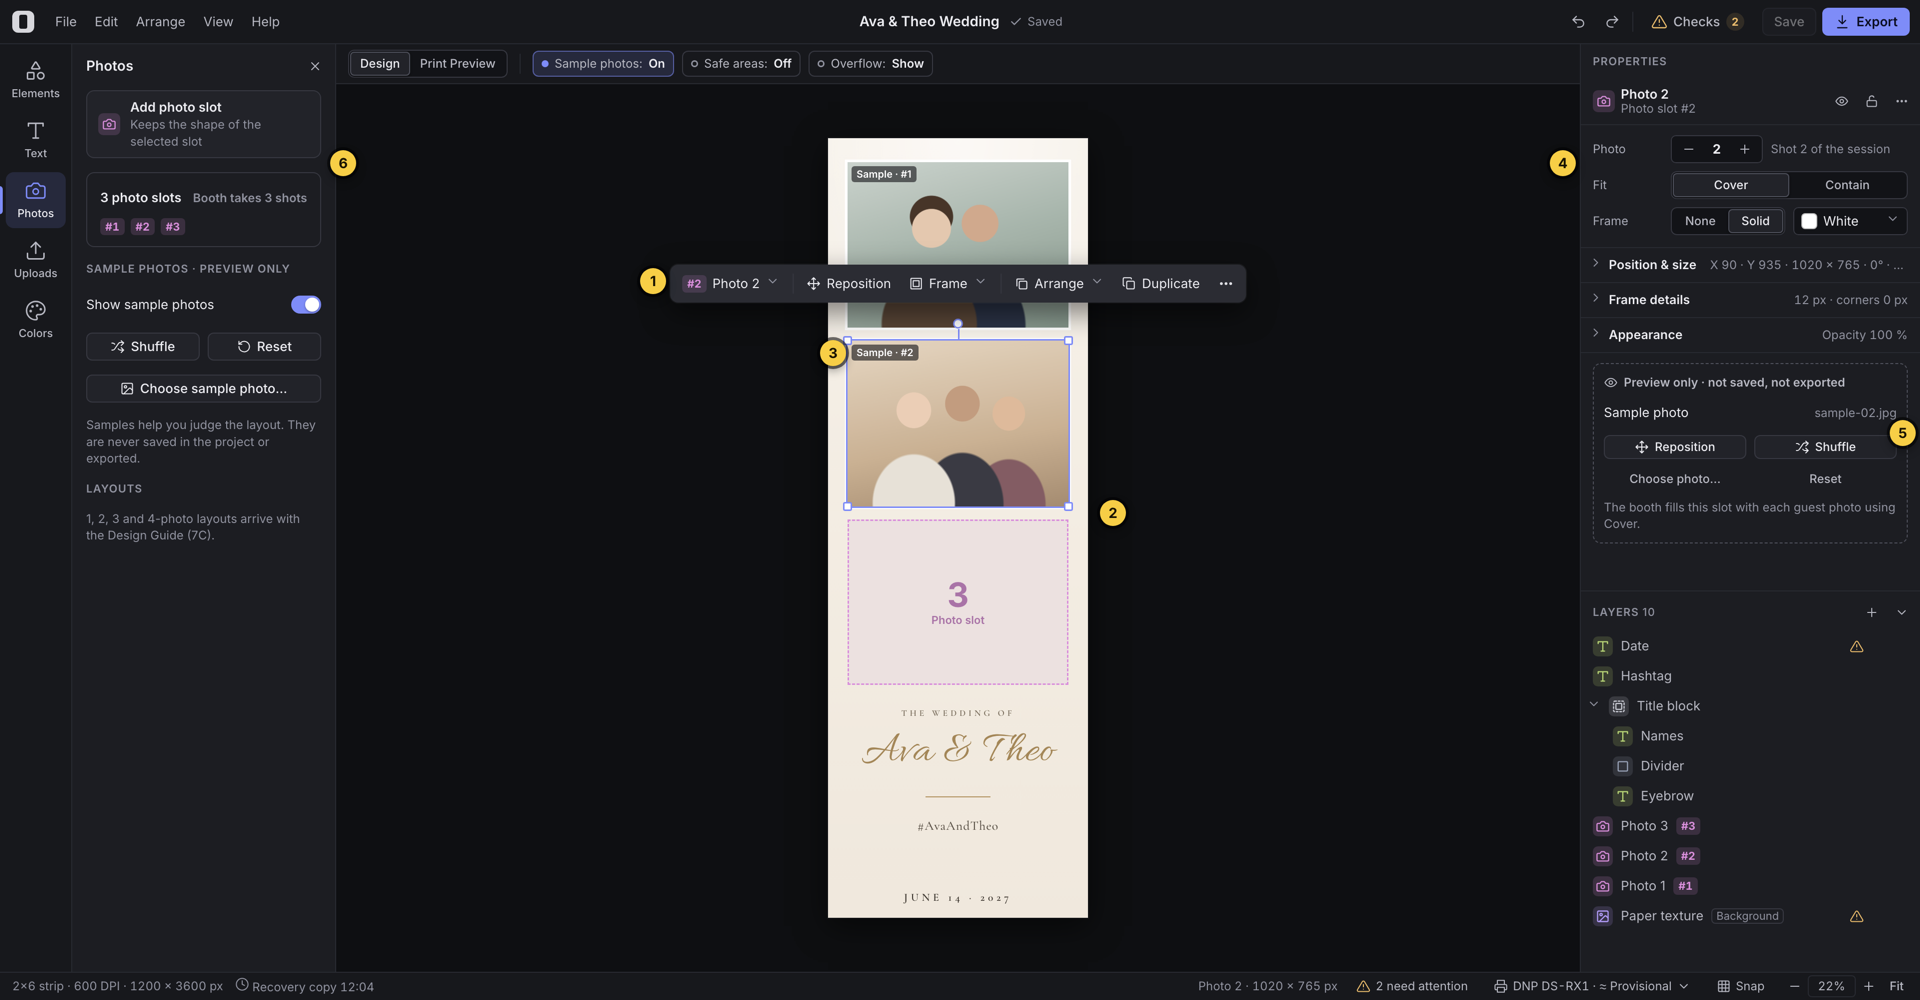 File Edit Arrange View Help
Ava & Theo Wedding Saved
Checks 2 Save Export
Elements
Text
Photos
Uploads
Colors
Photos
Add photo slot
Keeps the shape of the
selected slot
3 photo slots Booth takes 3 shots
#1 #2 #3
SAMPLE PHOTOS · PREVIEW ONLY
Show sample photos
Shuffle Reset
Choose sample photo...
Samples help you judge the layout. They
are never saved in the project or
exported.
LAYOUTS
1, 2, 3 and 4-photo layouts arrive with
the Design Guide (7C).
6
Design Print Preview Sample photos: On Safe areas: Off Overflow: Show
Sample · #1
1
#2 Photo 2 Reposition Frame Arrange Duplicate
3
Sample · #2
2
3
Photo slot
THE WEDDING OF
Ava & Theo
#AvaAndTheo
JUNE 14 · 2027
PROPERTIES
Photo 2
Photo slot #2
4
Photo 2 Shot 2 of the session
Fit Cover Contain
Frame None Solid White
Position & size X 90 · Y 935 · 1020 × 765 · 0° · ...
Frame details 12 px · corners 0 px
Appearance Opacity 100 %
Preview only · not saved, not exported
Sample photo sample-02.jpg
5
Reposition Shuffle
Choose photo... Reset
The booth fills this slot with each guest photo using
Cover.
LAYERS 10
Date
Hashtag
Title block
Names
Divider
Eyebrow
Photo 3 #3
Photo 2 #2
Photo 1 #1
Paper texture Background
2×6 strip · 600 DPI · 1200 × 3600 px Recovery copy 12:04
Photo 2 · 1020 × 765 px 2 need attention DNP DS-RX1 · ≈ Provisional Snap 22% Fit